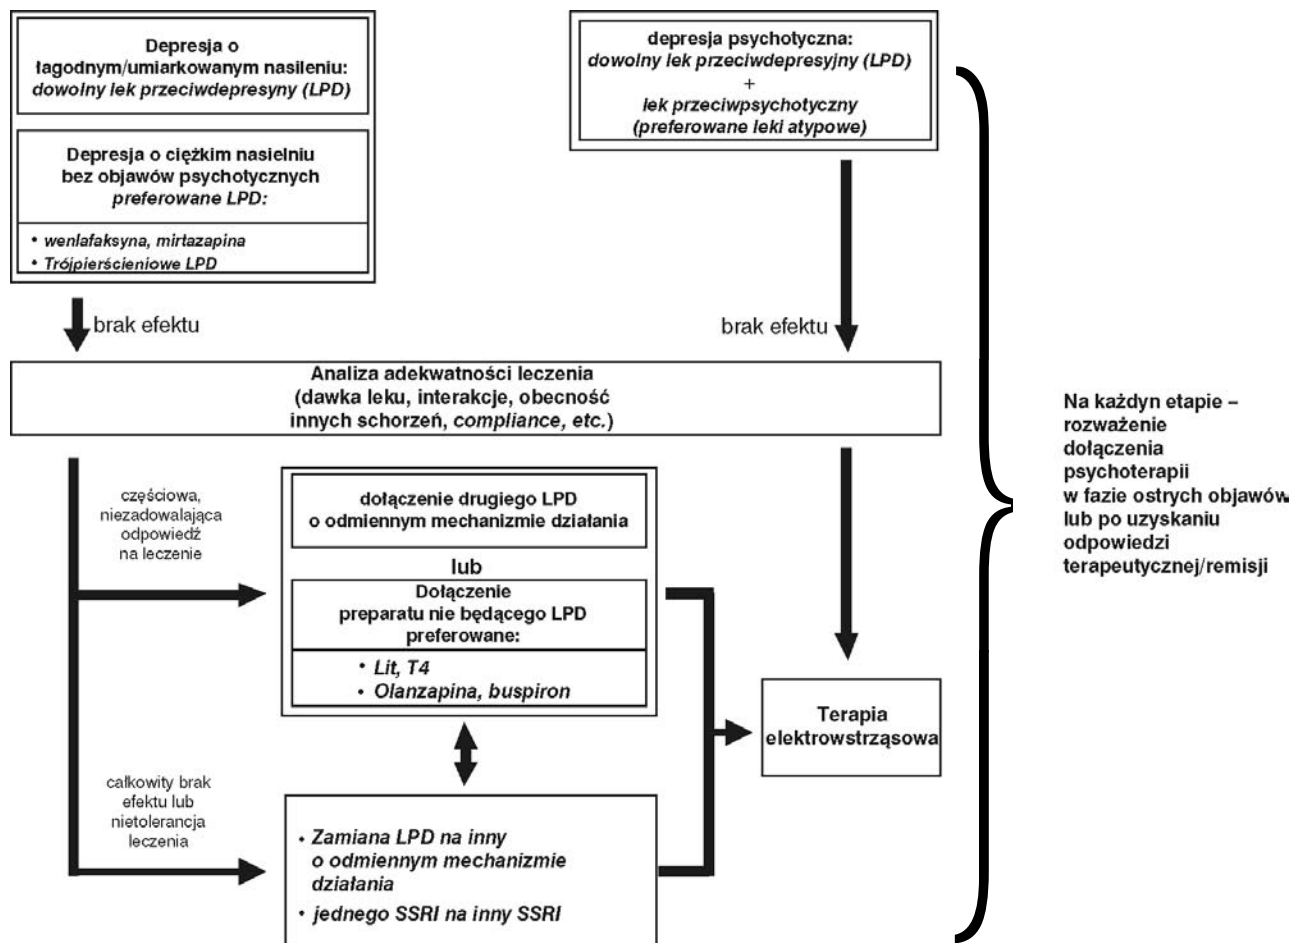 Depresja o
łagodnym/umiarkowanym nasileniu:
dowolny lek przeciwdepresyny (LPD)
Depresja o ciężkim nasielniu
bez objawów psychotycznych
preferowane LPD:
• wenlafaksyna, mirtazapina
• Trójpierścieniowe LPD
depresja psychotyczna:
dowolny lek przeciwdepresyjny (LPD)
+
lek przeciwpsychotyczny
(preferowane leki atypowe)
brak efektu
brak efektu
Analiza adekwatności leczenia
(dawka leku, interakcje, obecność
innych schorzeń, compliance, etc.)
częściowa,
niezadowalająca
odpowiedź
na leczenie
dołączenie drugiego LPD
o odmiennym mechanizmie działania
lub
Dołączenie
preparatu nie będącego LPD
preferowane:
• Lit, T4
• Olanzapina, buspiron
całkowity brak
efektu lub
nietolerancja
leczenia
• Zamiana LPD na inny
o odmiennym mechanizmie
działania
• jednego SSRI na inny SSRI
Terapia
elektrowstrząsowa
Na każdyn etapie –
rozważenie
dołączenia
psychoterapii
w fazie ostrych objawów
lub po uzyskaniu
odpowiedzi
terapeutycznej/remisji